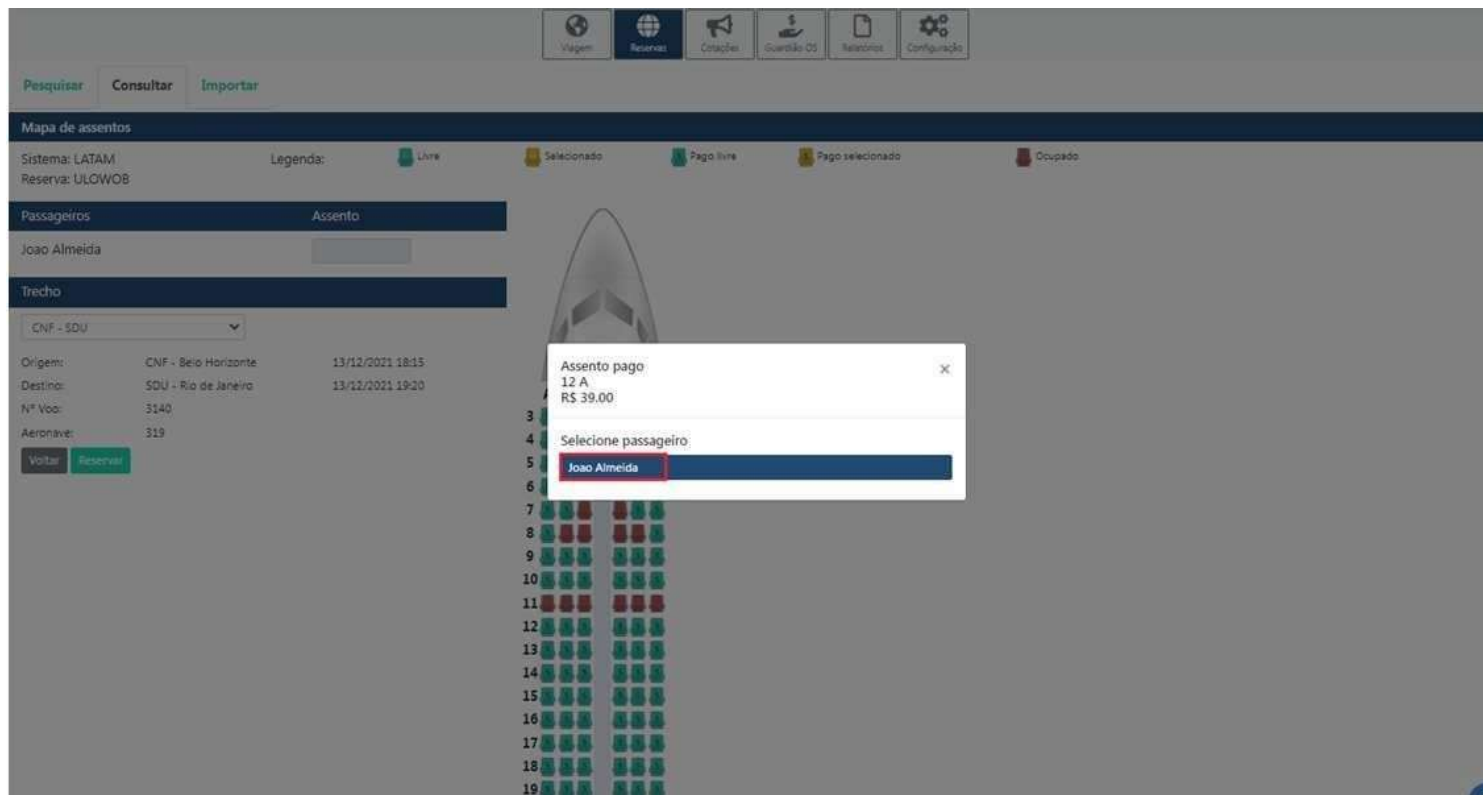 Viagem
Reservas
Cotações
Guardião OS
Relatórios
Configuração
Pesquisar Consultar Importar
Mapa de assentos
Sistema: LATAM
Reserva: ULOWOB
Legenda:
Livre
Selecionado
Pago livre
Pago selecionado
Ocupado
Passageiros Assento
Joao Almeida
Trecho
CNF - SDU
Origem: CNF - Belo Horizonte 13/12/2021 18:15
Destino: SDU - Rio de Janeiro 13/12/2021 19:20
Nº Voo: 3140
Aeronave: 319
Voltar Reservar
Assento pago ×
12 A
R$ 39.00
Selecione passageiro
Joao Almeida
3
4
5
6
7
8
9
10
11
12
13
14
15
16
17
18
19